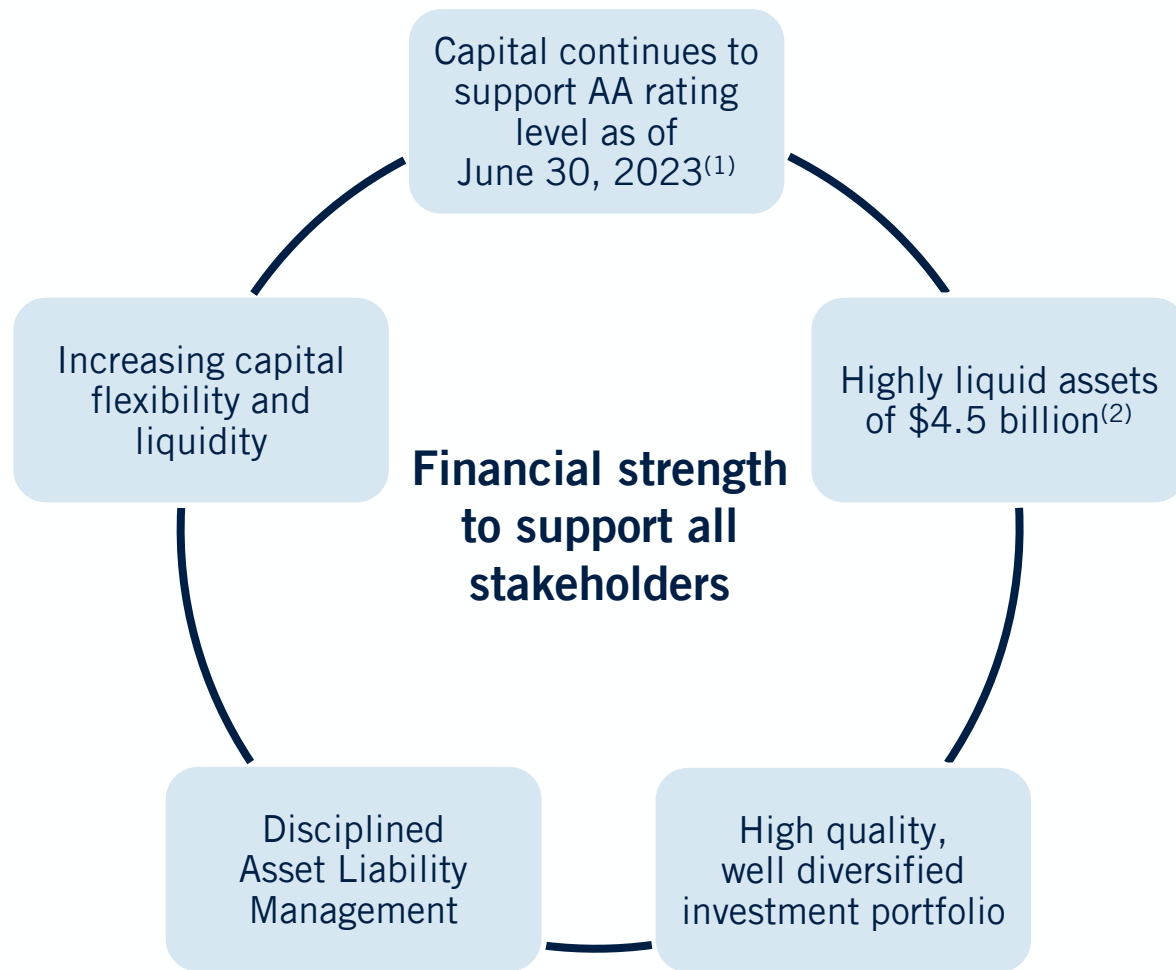 Capital continues to
support AA rating
level as of
June 30, 2023(1)
Increasing capital
flexibility and
liquidity
Highly liquid assets
of $4.5 billion(2)
Financial strength
to support all
stakeholders
Disciplined
Asset Liability
Management
High quality,
well diversified
investment portfolio